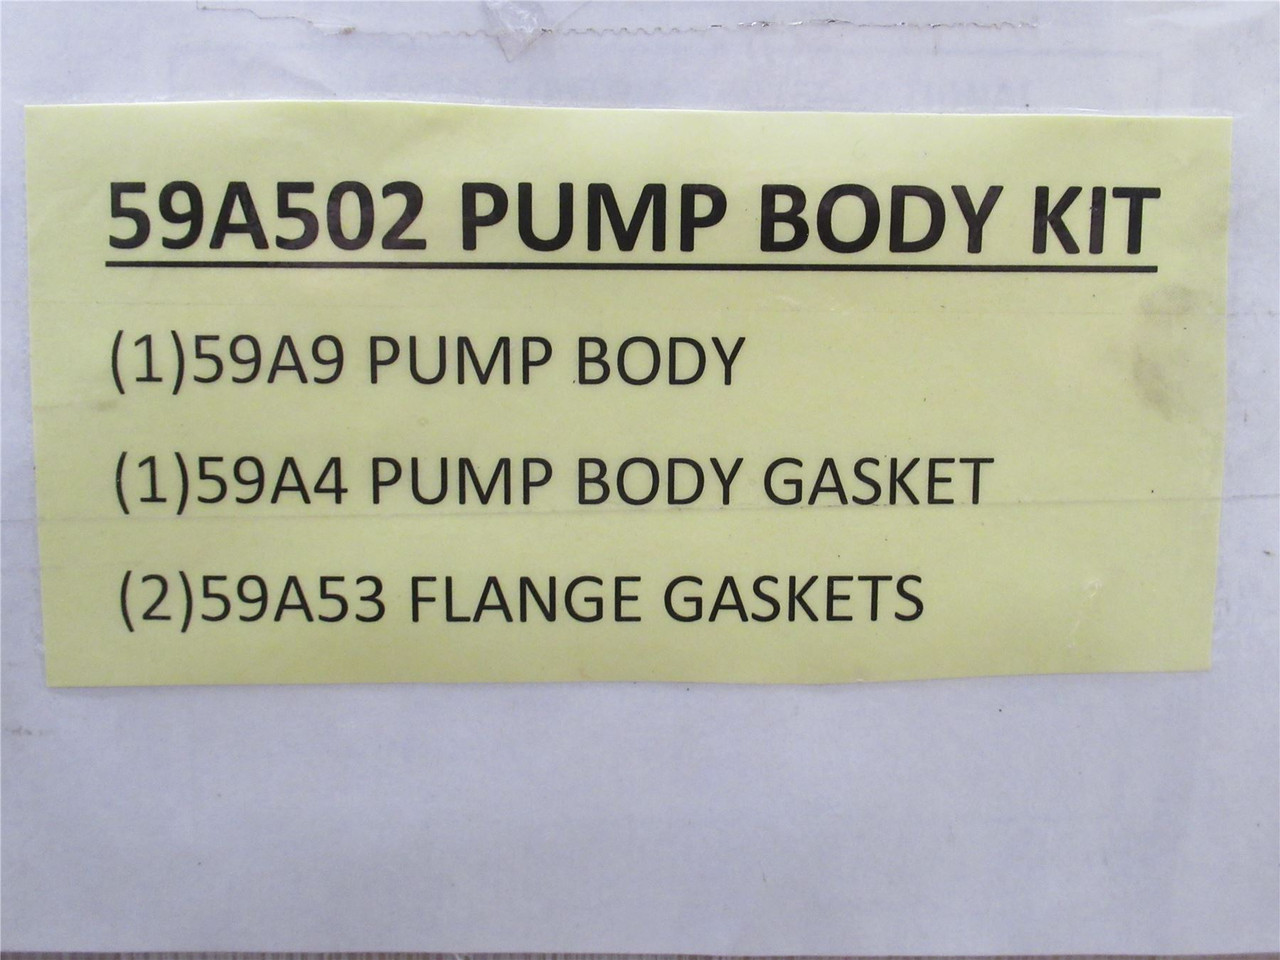 59A502 PUMP BODY KIT
(1)59A9 PUMP BODY
(1)59A4 PUMP BODY GASKET
(2)59A53 FLANGE GASKETS